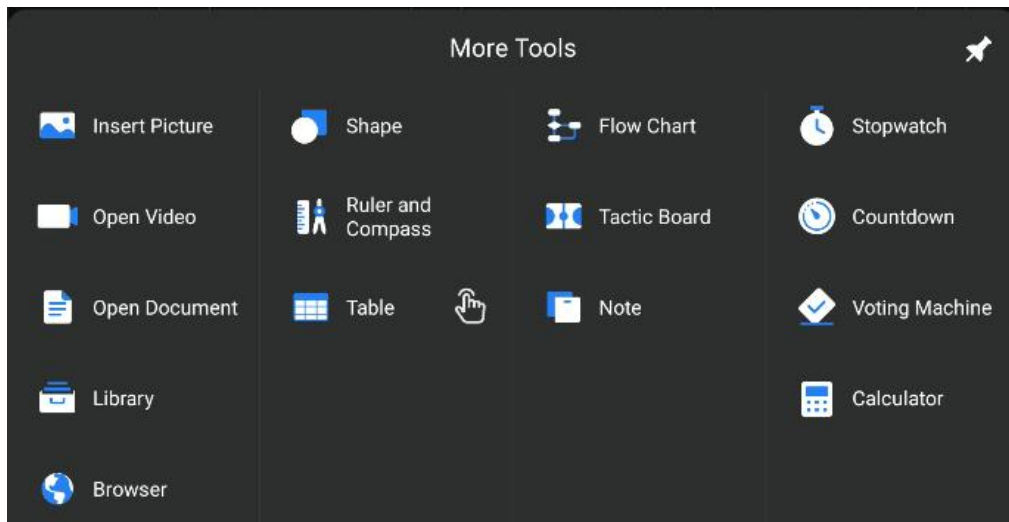 More Tools
Insert Picture
Shape
Flow Chart
Stopwatch
Open Video
Ruler and
Compass
Tactic Board
Countdown
Open Document
Table
Note
Voting Machine
Library
Calculator
Browser